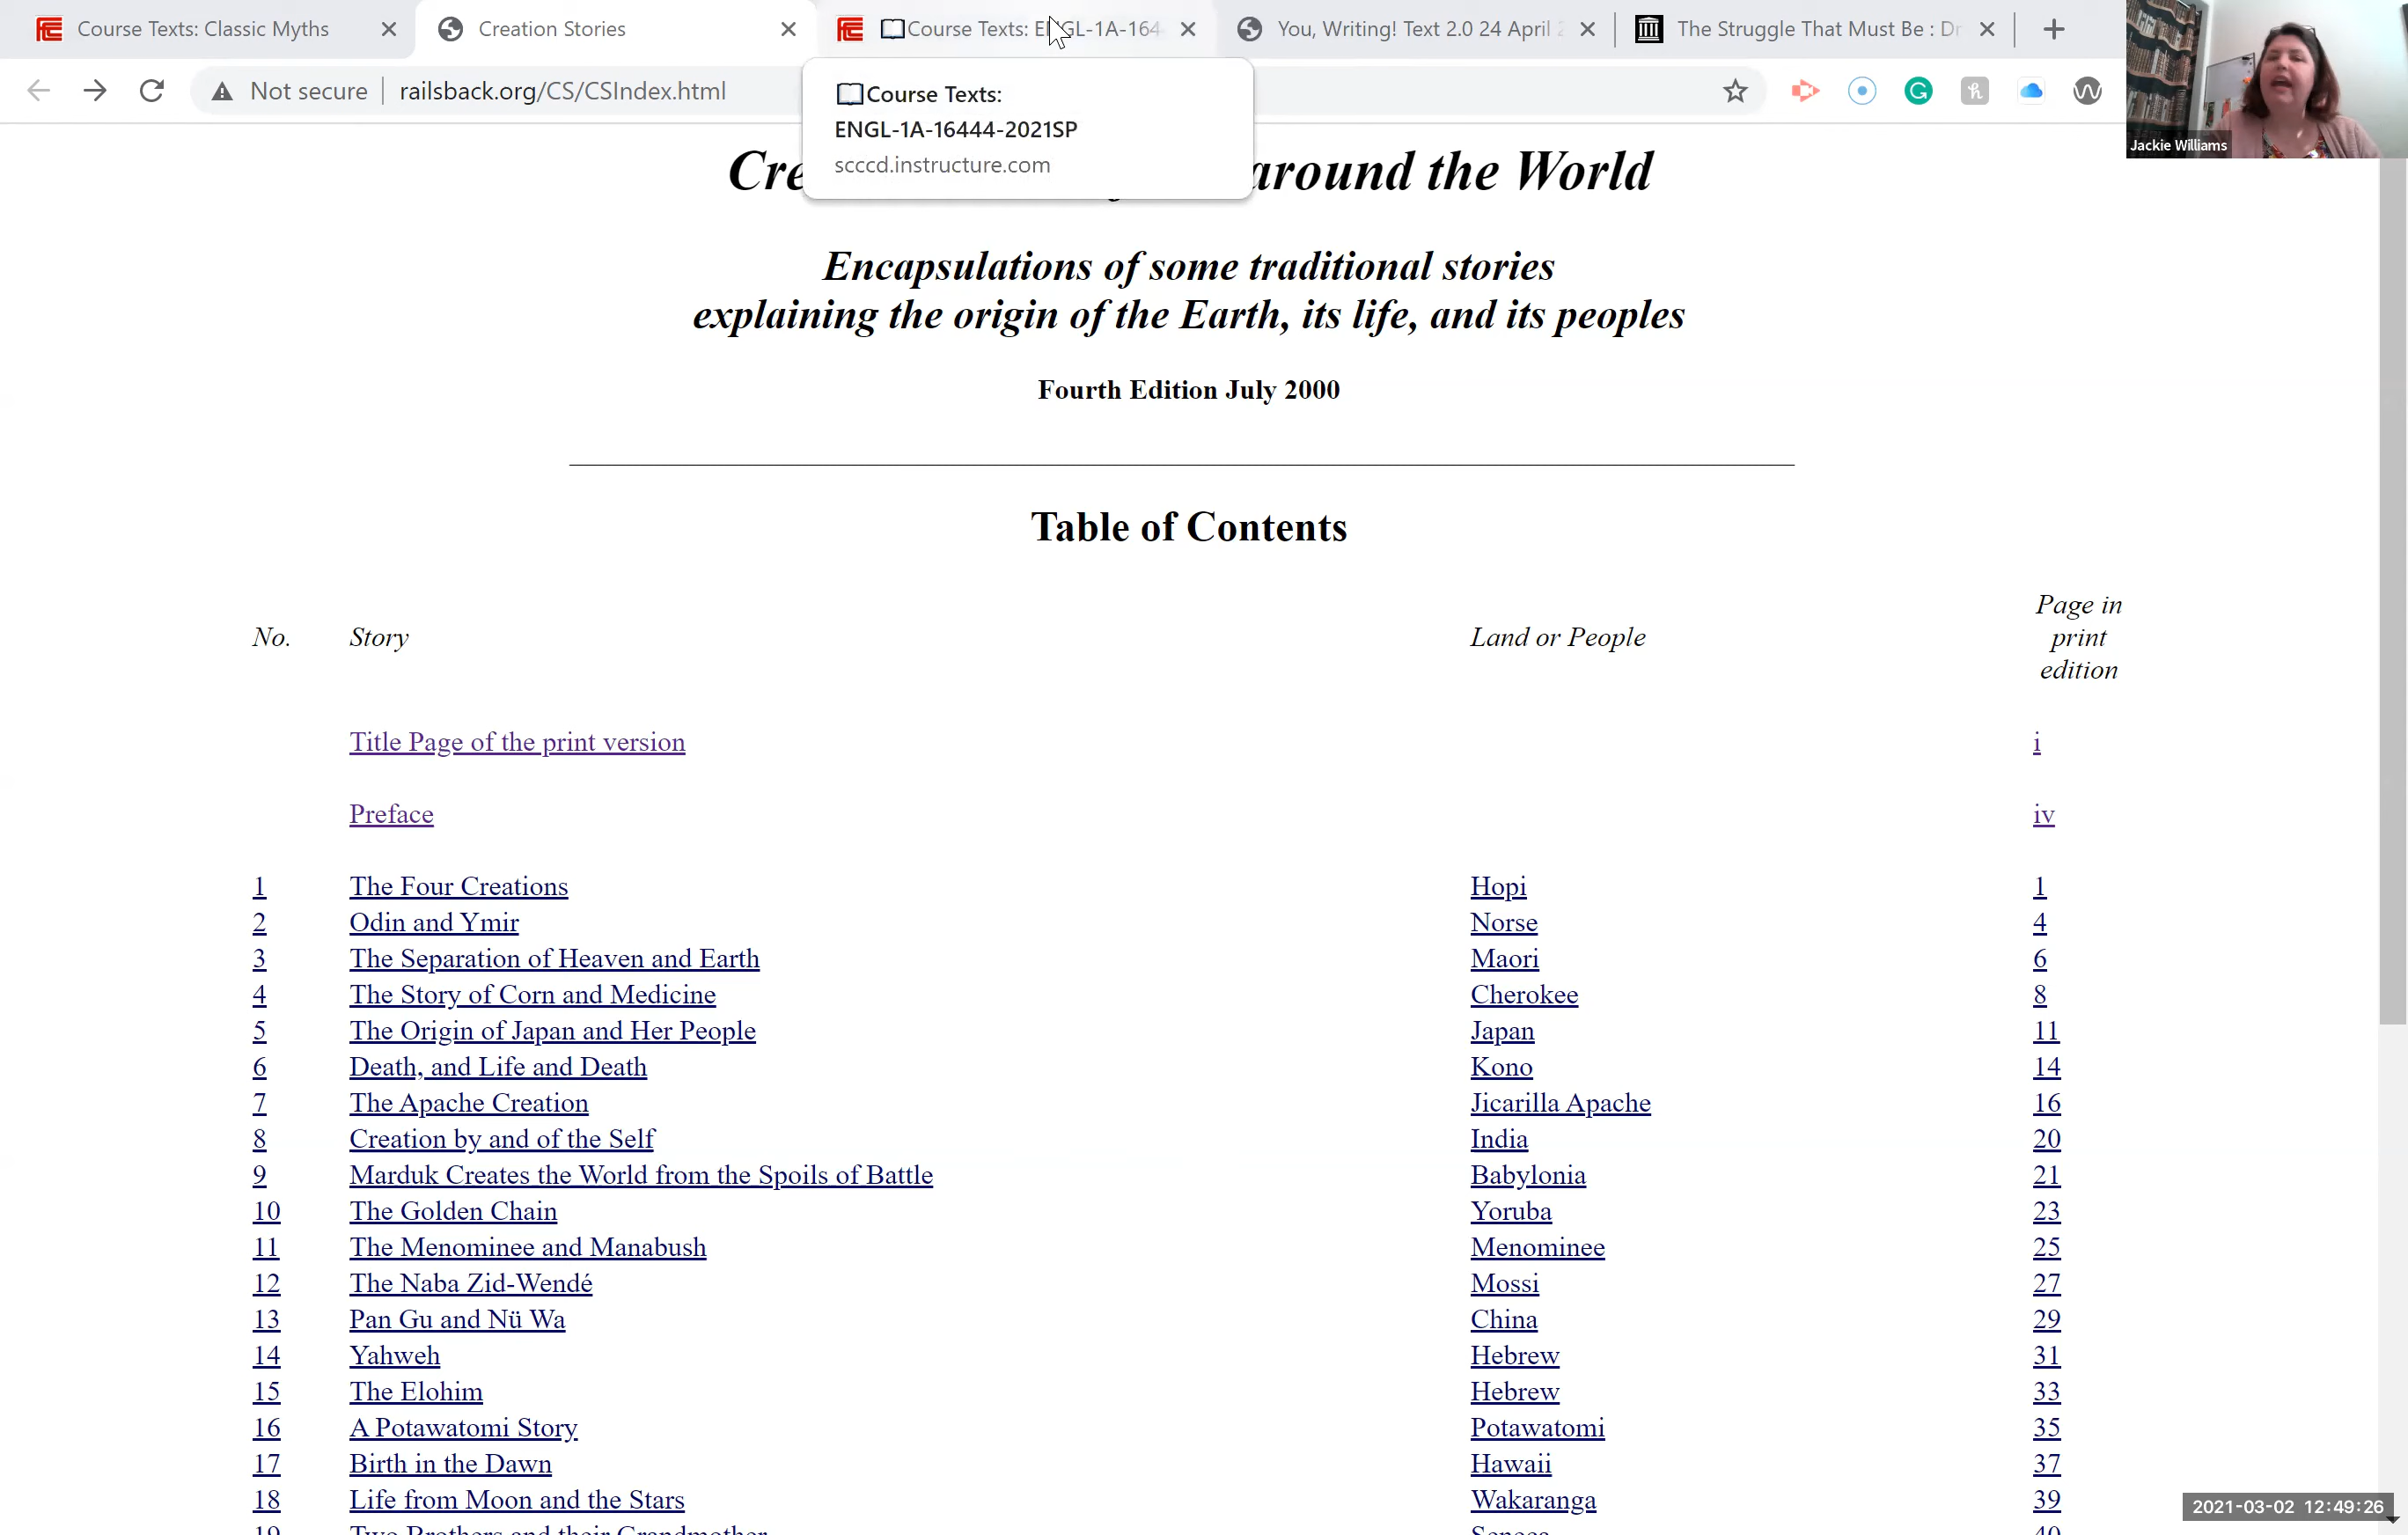 Course Texts: Classic Myths
Creation Stories
Course Texts: ENGL-1A-164
You, Writing! Text 2.0 24 April 2
The Struggle That Must Be : Dr
Not secure
railsback.org/CS/CSIndex.html
Course Texts:
ENGL-1A-16444-2021SP
scccd.instructure.com
Jackie Williams
Cre around the World
Encapsulations of some traditional stories
explaining the origin of the Earth, its life, and its peoples
Fourth Edition July 2000
Table of Contents
No. Story Land or People Page in
print
edition
Title Page of the print version i
Preface iv
1 The Four Creations Hopi 1
2 Odin and Ymir Norse 4
3 The Separation of Heaven and Earth Maori 6
4 The Story of Corn and Medicine Cherokee 8
5 The Origin of Japan and Her People Japan 11
6 Death, and Life and Death Kono 14
7 The Apache Creation Jicarilla Apache 16
8 Creation by and of the Self India 20
9 Marduk Creates the World from the Spoils of Battle Babylonia 21
10 The Golden Chain Yoruba 23
11 The Menominee and Manabush Menominee 25
12 The Naba Zid-Wendé Mossi 27
13 Pan Gu and Nü Wa China 29
14 Yahweh Hebrew 31
15 The Elohim Hebrew 33
16 A Potawatomi Story Potawatomi 35
17 Birth in the Dawn Hawaii 37
18 Life from Moon and the Stars Wakaranga 39
19 Two Brothers and their Grandmother Seneca 40
2021-03-02 12:49:26